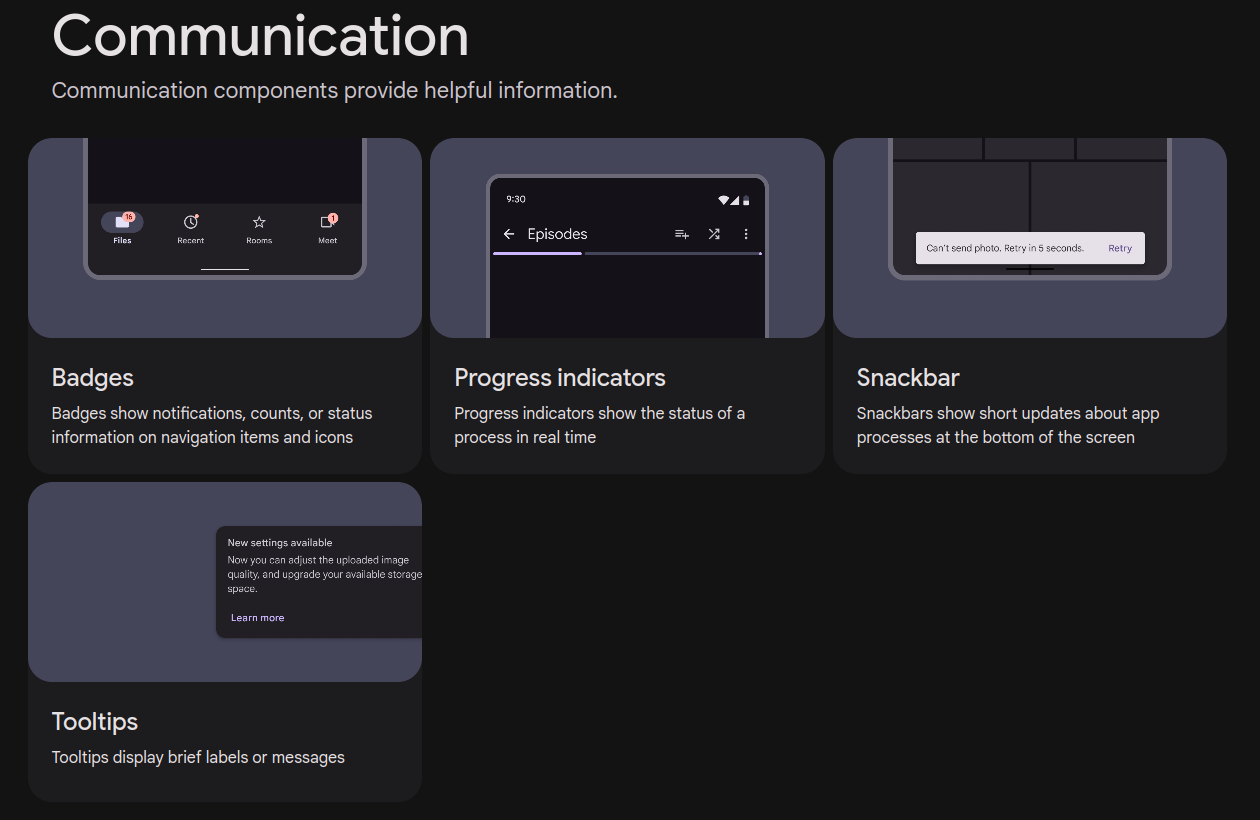 Communication
Communication components provide helpful information.
16
1
Files
Recent
Rooms
Meet
Badges
Badges show notifications, counts, or status
information on navigation items and icons
9:30
Episodes
Progress indicators
Progress indicators show the status of a
process in real time
Can't send photo. Retry in 5 seconds.
Retry
Snackbar
Snackbars show short updates about app
processes at the bottom of the screen
New settings available
Now you can adjust the uploaded image
quality, and upgrade your available storage
space.
Learn more
Tooltips
Tooltips display brief labels or messages